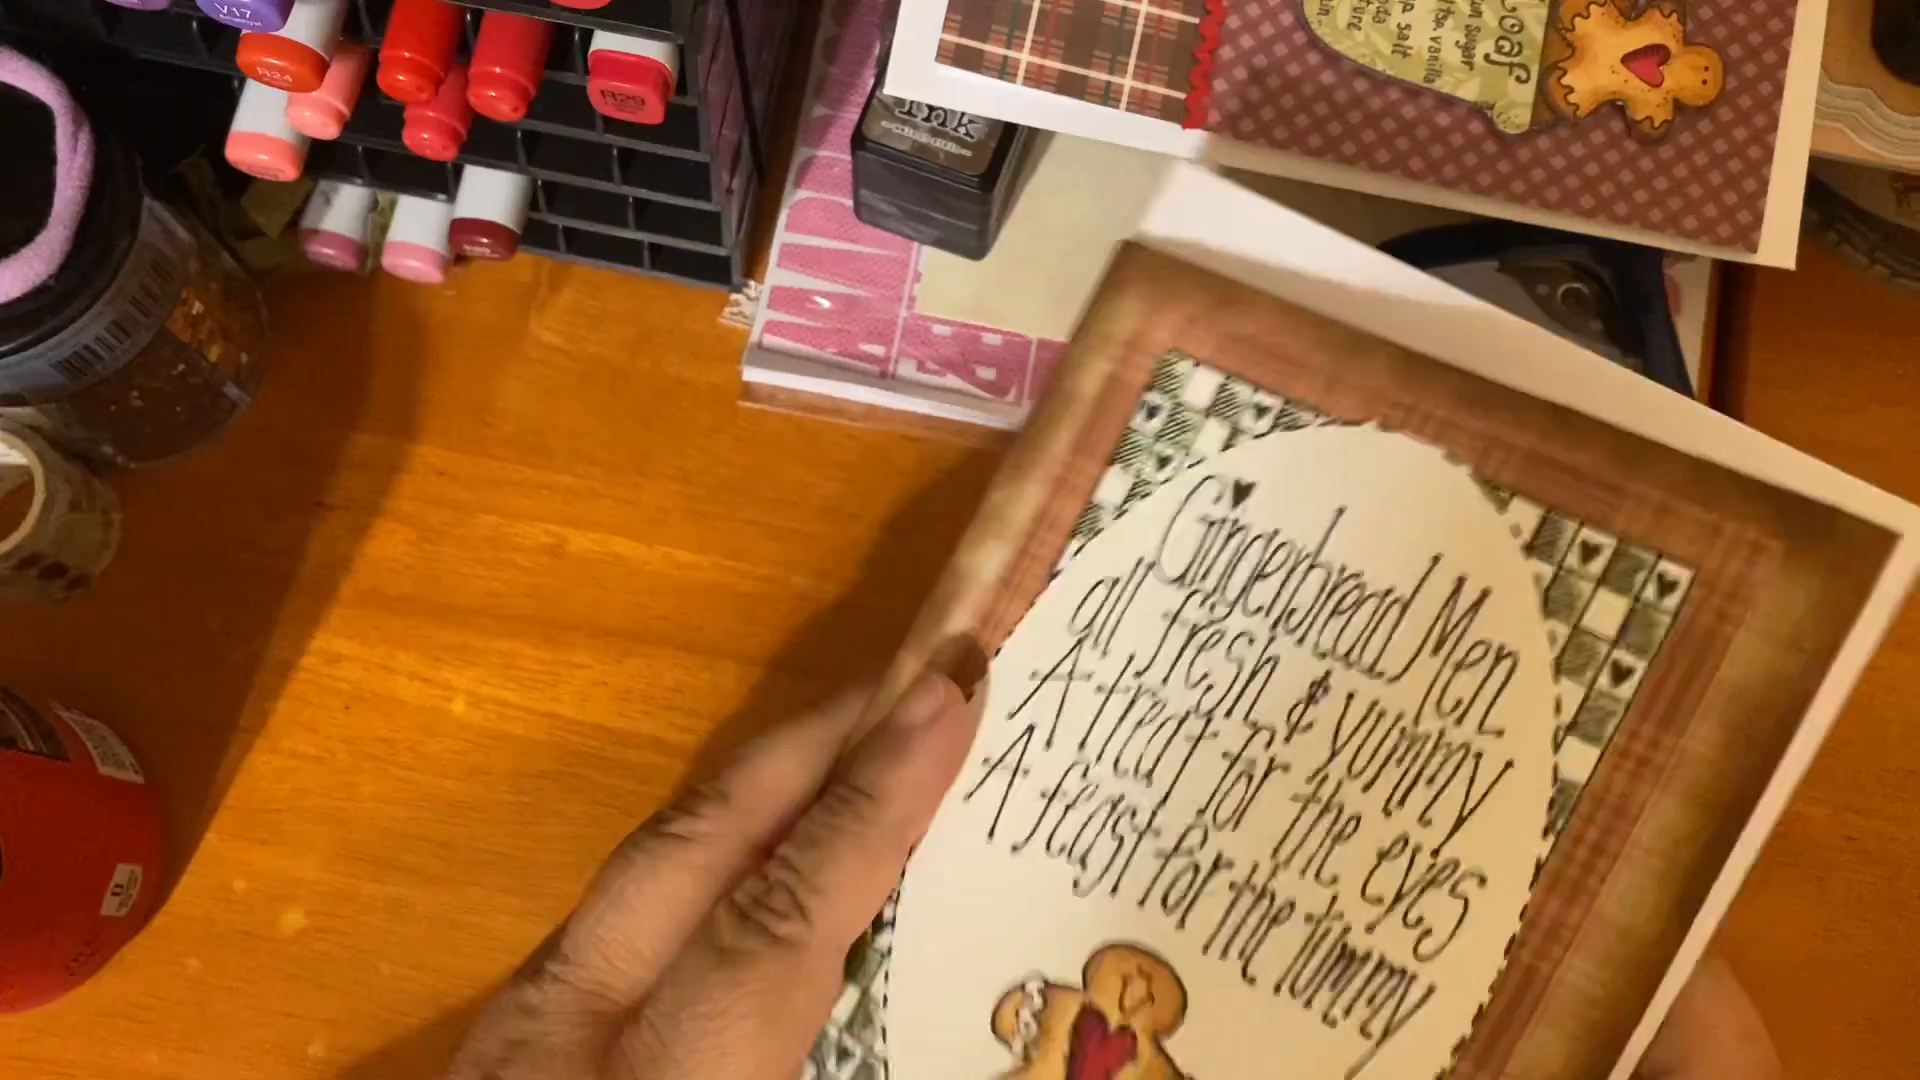 V17
R24
R29
Ink
Loaf
sugar
vanilla
salt
Gingerbread Men
all fresh & yummy
A treat for the eyes
A feast for the tummy